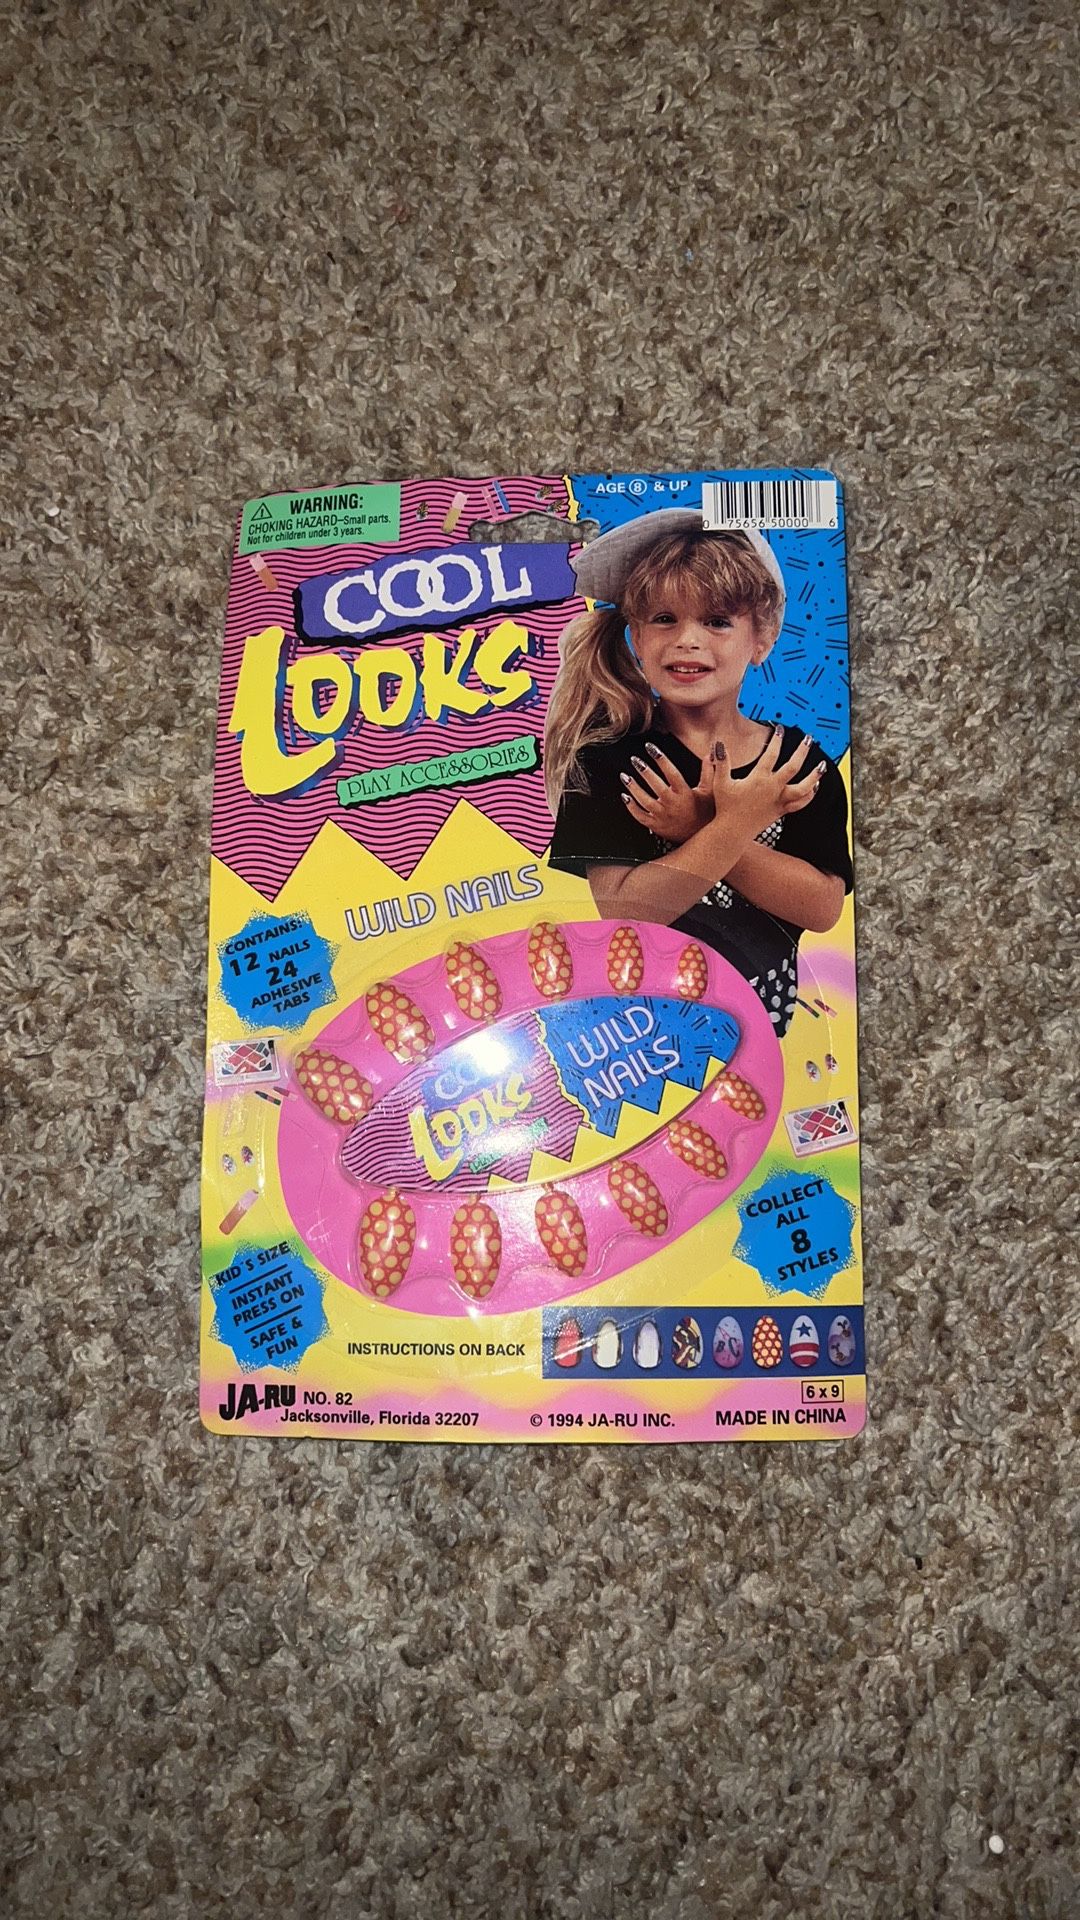 WARNING:
CHOKING HAZARD—Small parts.
Not for children under 3 years.
AGE 8 & UP
0 75656 50000 6
COOL
LOOKS
PLAY ACCESSORIES
WILD NAILS
CONTAINS:
12 NAILS
24
ADHESIVE
TABS
COOL
LOOKS
WILD
NAILS
COLLECT
ALL
8
STYLES
KID'S SIZE
INSTANT
PRESS ON
SAFE &
FUN
INSTRUCTIONS ON BACK
BC
6 x 9
JA-RU NO. 82
Jacksonville, Florida 32207
© 1994 JA-RU INC.
MADE IN CHINA